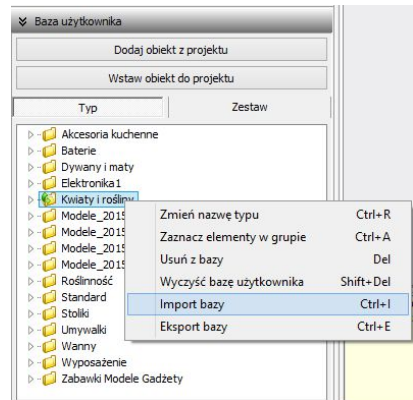 Baza użytkownika
Dodaj obiekt z projektu
Wstaw obiekt do projektu
Typ Zestaw
Akcesoria kuchenne
Baterie
Dywany i maty
Elektronika1
Kwiaty i rośliny
Modele_2015
Zmień nazwę typu Ctrl+R
Modele_2015
Zaznacz elementy w grupie Ctrl+A
Modele_2015
Usuń z bazy Del
Modele_2015
Roślinność
Wyczyść bazę użytkownika Shift+Del
Standard
Import bazy Ctrl+I
Stoliki
Umywalki
Eksport bazy Ctrl+E
Wanny
Wyposażenie
Zabawki Modele Gadżety